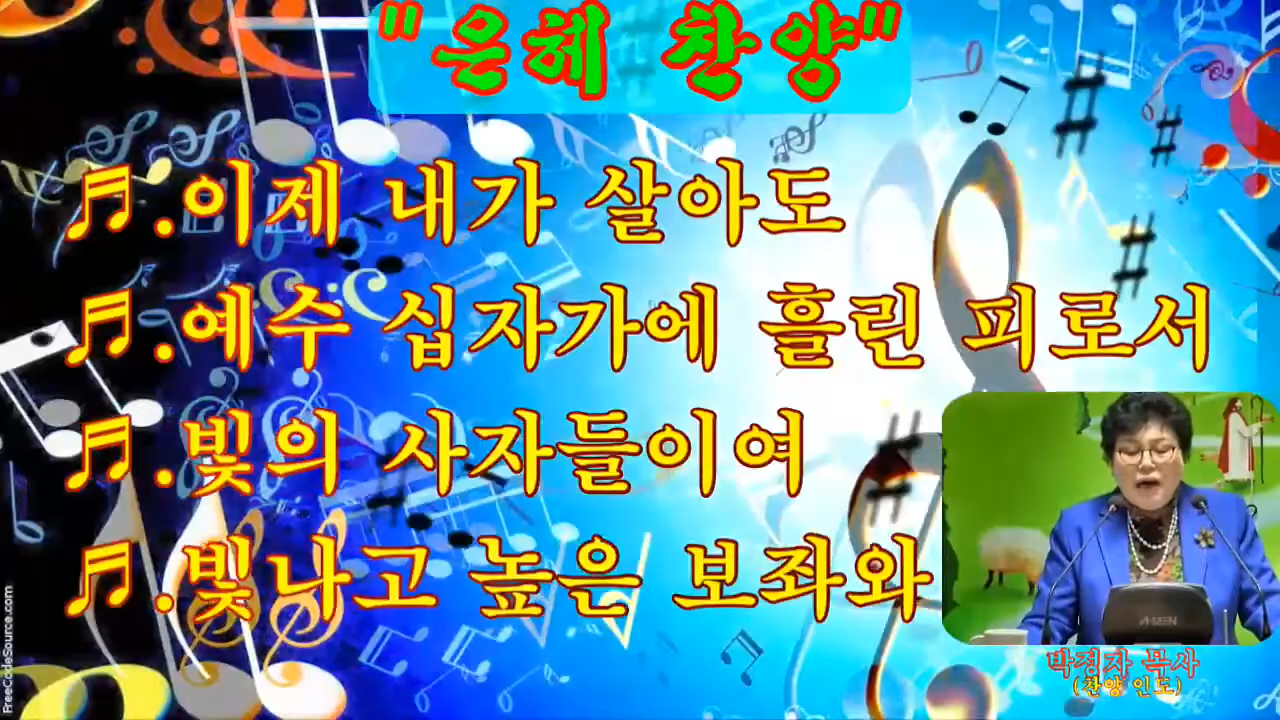 "은혜 찬양"
♬.이제 내가 살아도
♬.예수 십자가에 흘린 피로서
♬.빛의 사자들이여
♬.빛나고 높은 보좌와
박정자 목사
(찬양 인도)
FreeCodeSource.com